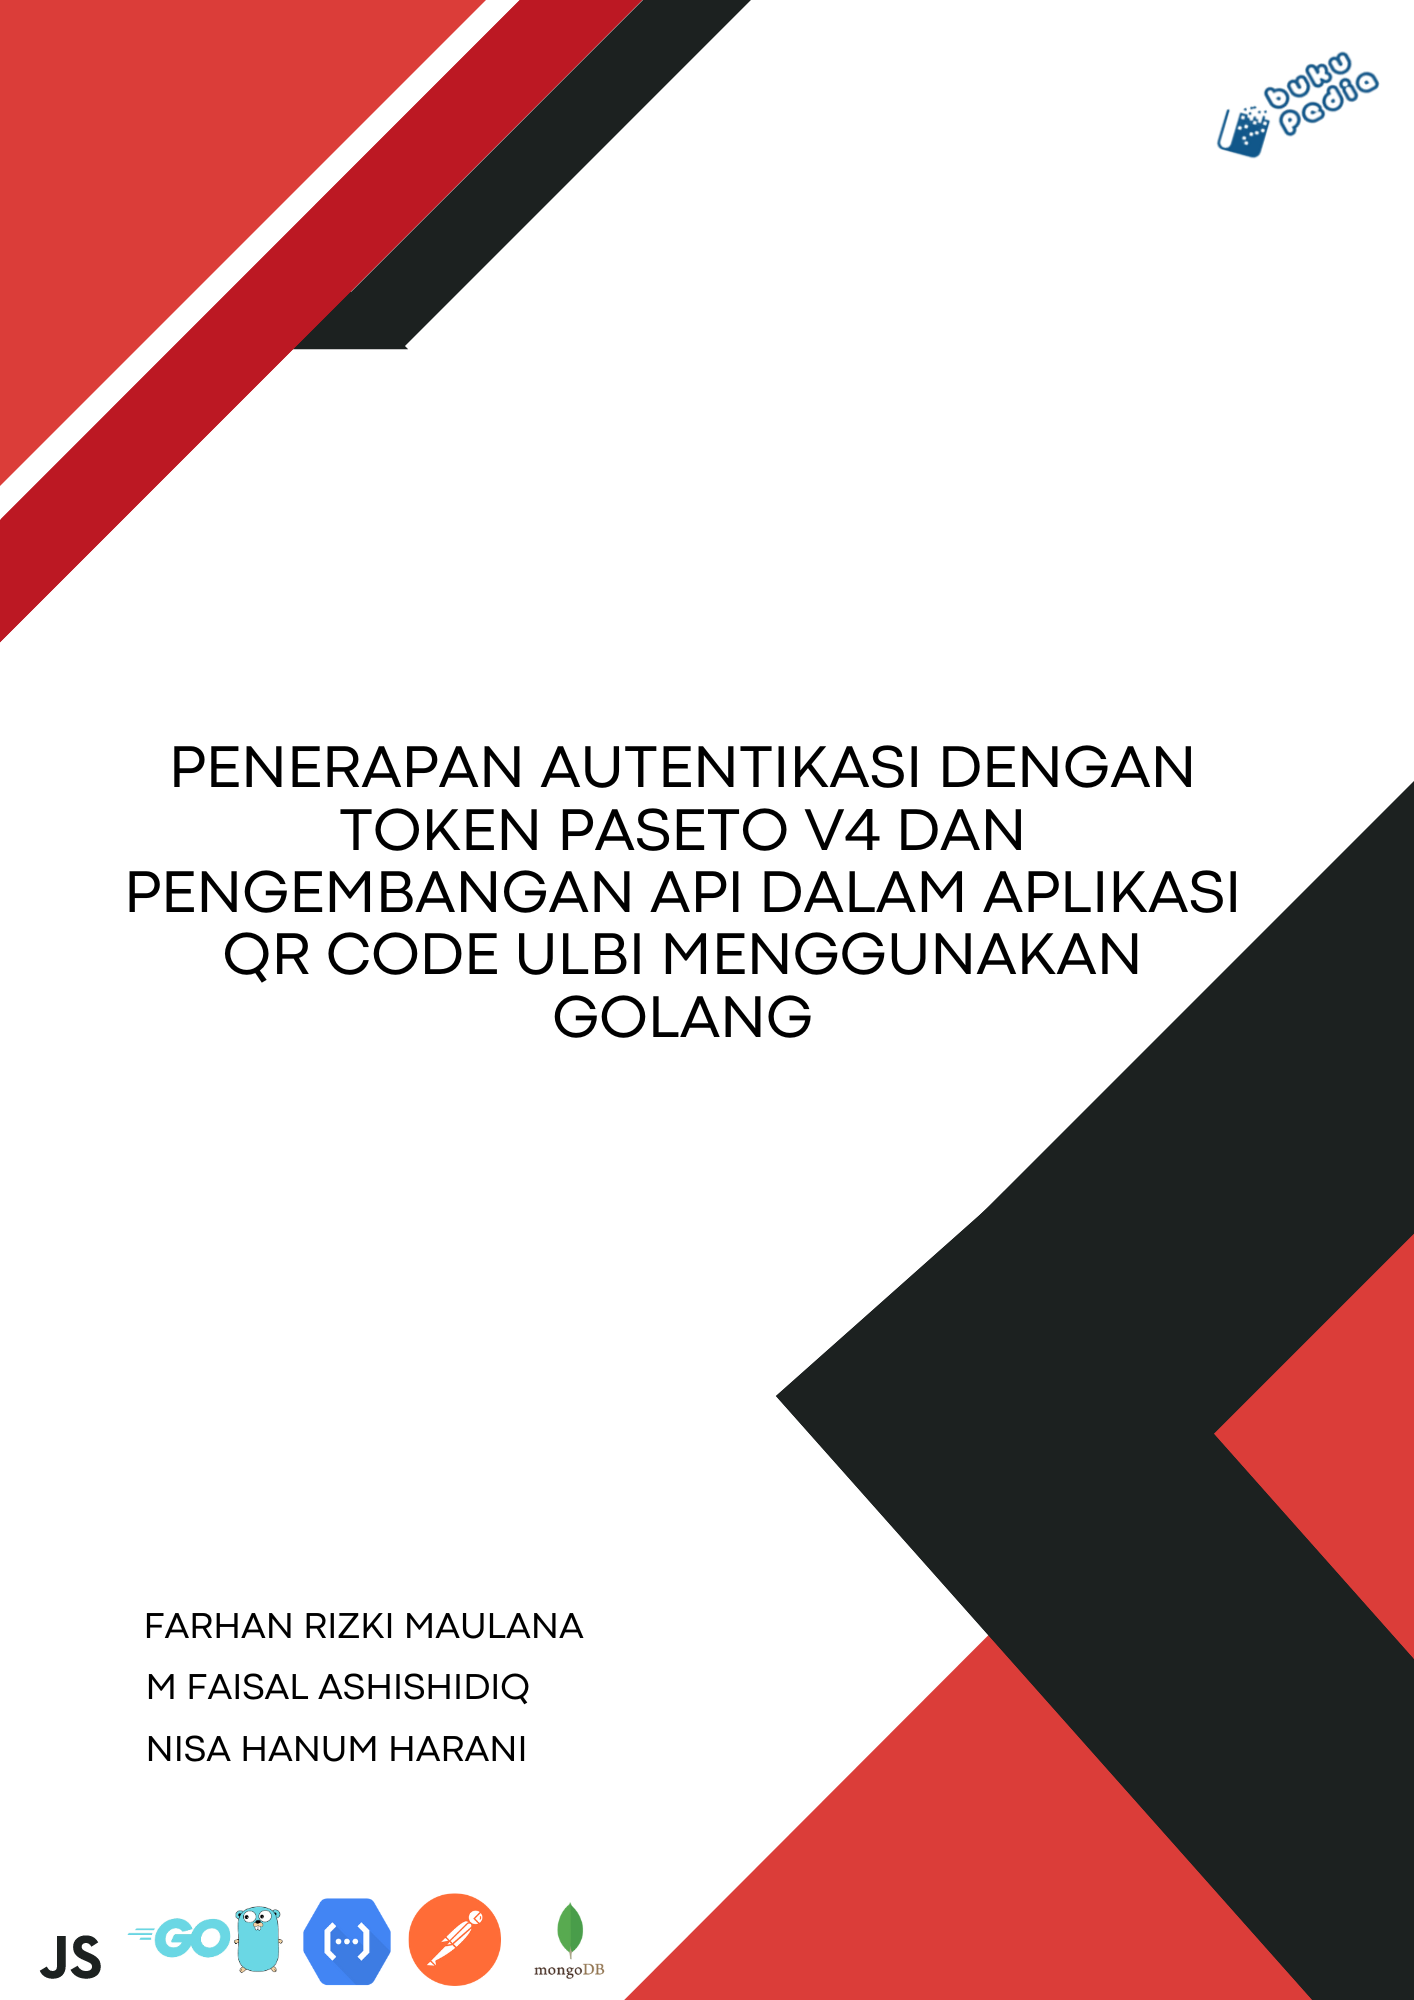 buku
pedia
PENERAPAN AUTENTIKASI DENGAN
TOKEN PASETO V4 DAN
PENGEMBANGAN API DALAM APLIKASI
QR CODE ULBI MENGGUNAKAN
GOLANG
FARHAN RIZKI MAULANA
M FAISAL ASHISHIDIQ
NISA HANUM HARANI
JS
GO
mongoDB